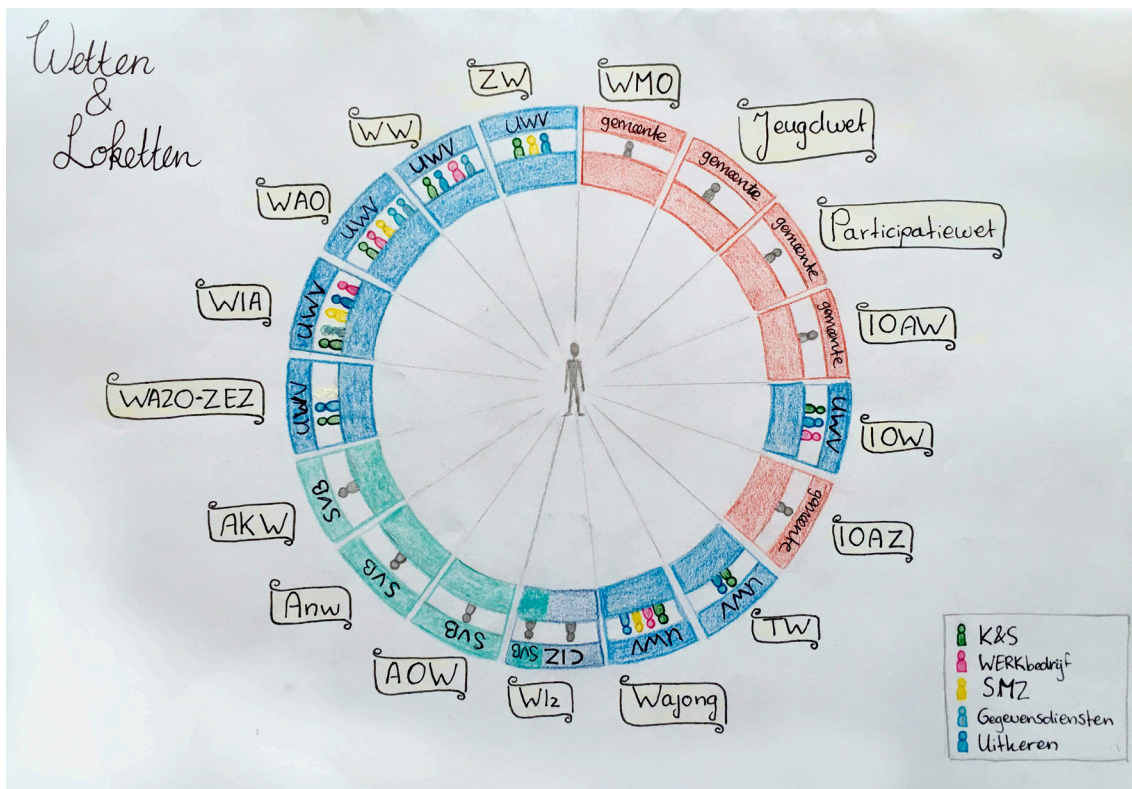 Wetten
&
Loketten
ZW
UWV
WMO
gemeente
Jeugdwet
gemeente
Participatiewet
gemeente
IOAW
gemeente
IOW
UWV
IOAZ
gemeente
TW
UWV
Wajong
UWV
Wlz
CIZ
SVB
AOW
SVB
Anw
SVB
AKW
SVB
WAZO-ZEZ
UWV
WIA
UWV
WAO
UWV
WW
UWV
K&S
WERKbedrijf
SMZ
Gegevensdiensten
Uitkeren